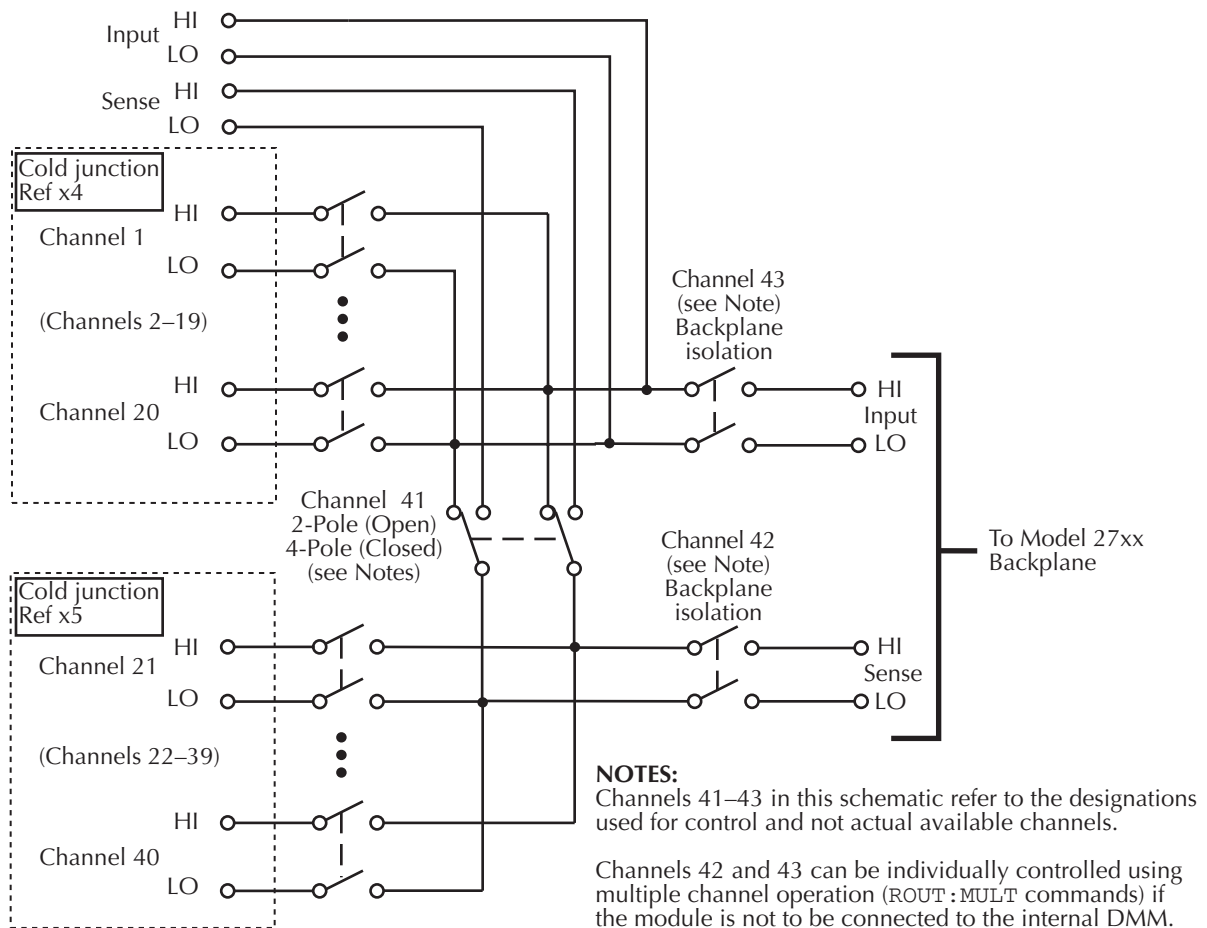 Input HI
LO
Sense HI
LO
Cold junction
Ref x4
HI
Channel 1
LO
(Channels 2–19)
HI
Channel 20
LO
Channel 43
(see Note)
Backplane
isolation
HI
Input
LO
Channel 41
2-Pole (Open)
4-Pole (Closed)
(see Notes)
Channel 42
(see Note)
Backplane
isolation
To Model 27xx
Backplane
Cold junction
Ref x5
HI
Channel 21
LO
HI
Sense
LO
(Channels 22–39)
HI
Channel 40
LO
NOTES:
Channels 41–43 in this schematic refer to the designations
used for control and not actual available channels.
Channels 42 and 43 can be individually controlled using
multiple channel operation (ROUT:MULT commands) if
the module is not to be connected to the internal DMM.